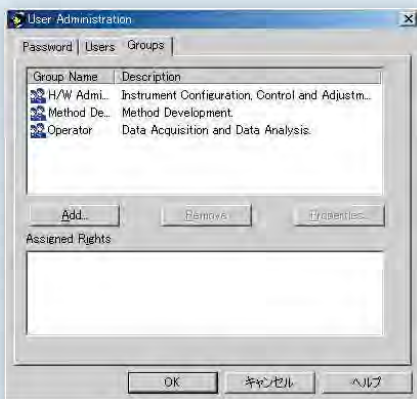 User Administration
Password Users Groups
Group Name Description
H/W Admi... Instrument Configuration, Control and Adjustm...
Method De... Method Development.
Operator Data Acquisition and Data Analysis.
Add... Remove Properties...
Assigned Rights
OK キャンセル ヘルプ